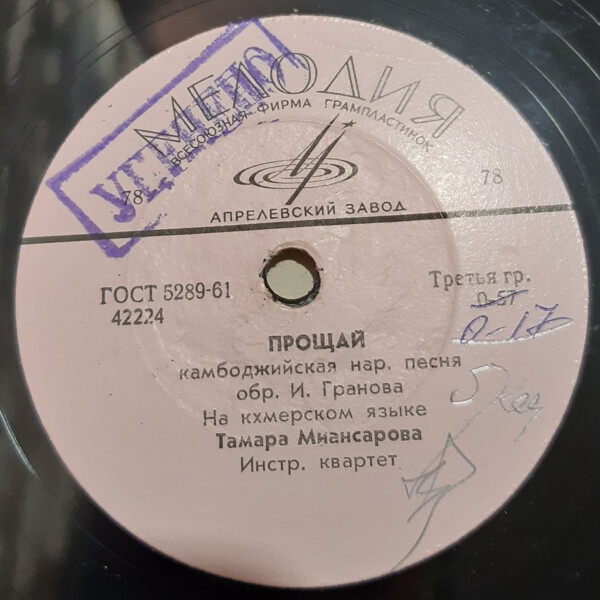 МЕЛОДИЯ
ВСЕСОЮЗНАЯ ФИРМА ГРАМПЛАСТИНОК
УЦЕНЕНО
78 78
АПРЕЛЕВСКИЙ ЗАВОД
ГОСТ 5289-61 Третья гр.
42224 0-57
0-17
ПРОЩАЙ
камбоджийская нар. песня
обр. И. Гранова
На кхмерском языке
Тамара Миансарова
Инстр. квартет